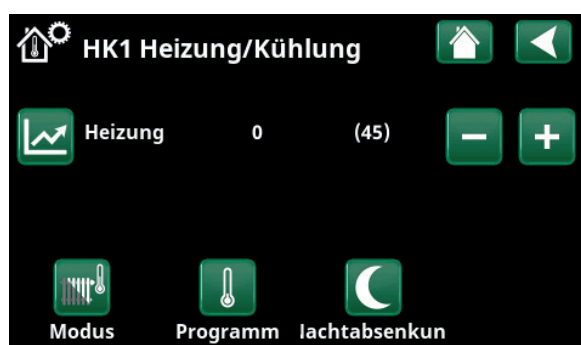 HK1 Heizung/Kühlung
Heizung 0 (45)
Modus Programm lachtabsenkun